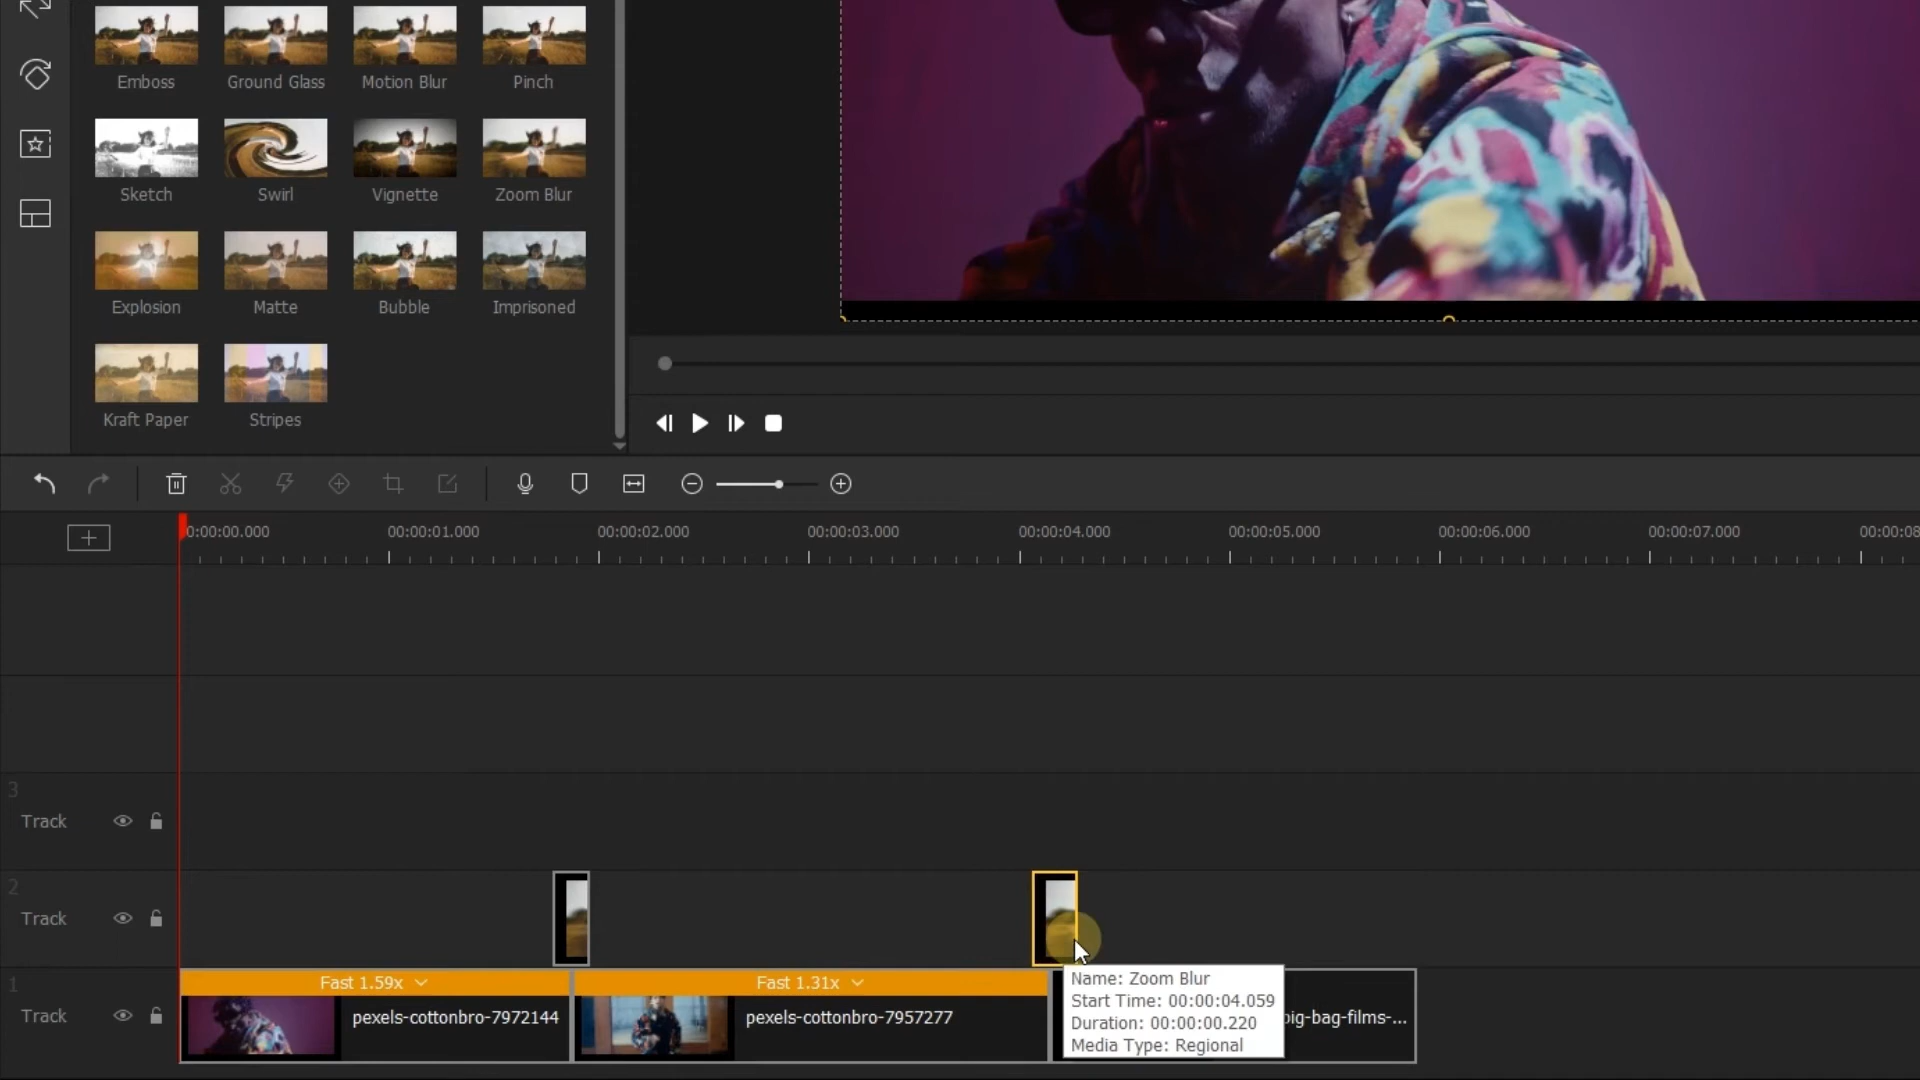 Emboss
Ground Glass
Motion Blur
Pinch
Sketch
Swirl
Vignette
Zoom Blur
Explosion
Matte
Bubble
Imprisoned
Kraft Paper
Stripes
0:00:00.000
00:00:01.000
00:00:02.000
00:00:03.000
00:00:04.000
00:00:05.000
00:00:06.000
00:00:07.000
00:00:08
3
Track
2
Track
1
Track
Fast 1.59x
Fast 1.31x
pexels-cottonbro-7972144
pexels-cottonbro-7957277
big-bag-films-...
Name: Zoom Blur
Start Time: 00:00:04.059
Duration: 00:00:00.220
Media Type: Regional